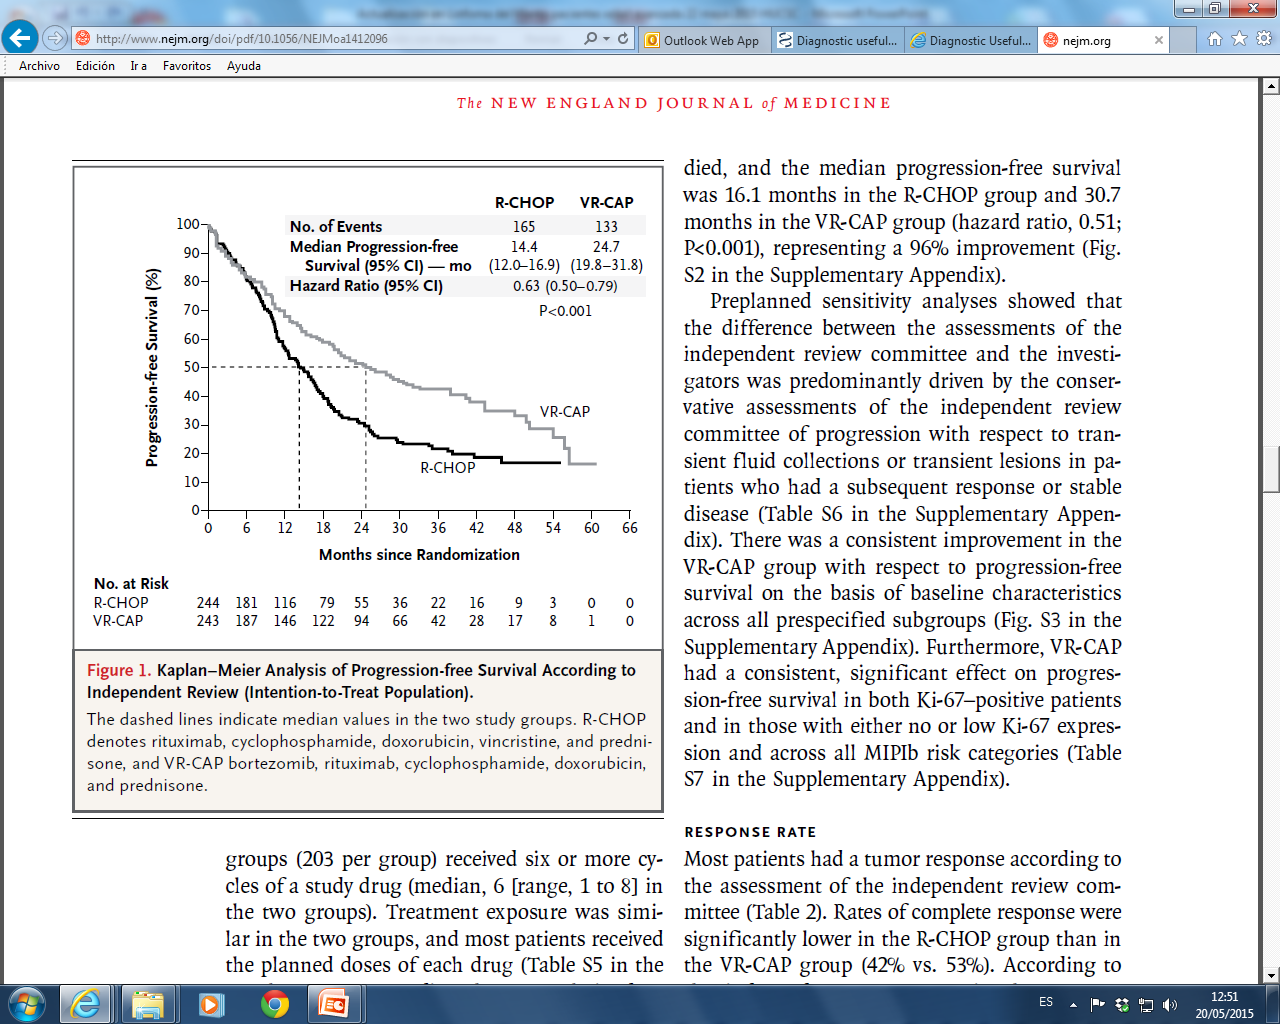 http://www.nejm.org/doi/pdf/10.1056/NEJMoa1412096
Outlook Web App
Diagnostic useful...
Diagnostic Useful...
nejm.org
Archivo Edición Ir a Favoritos Ayuda
The NEW ENGLAND JOURNAL of MEDICINE
R-CHOP VR-CAP
No. of Events 165 133
Median Progression-free 14.4 24.7
Survival (95% CI) — mo (12.0–16.9) (19.8–31.8)
Hazard Ratio (95% CI) 0.63 (0.50–0.79)
P<0.001
Progression-free Survival (%)
100
90
80
70
60
50
40
30
20
10
0
VR-CAP
R-CHOP
0 6 12 18 24 30 36 42 48 54 60 66
Months since Randomization
No. at Risk
R-CHOP 244 181 116 79 55 36 22 16 9 3 0 0
VR-CAP 243 187 146 122 94 66 42 28 17 8 1 0
Figure 1. Kaplan–Meier Analysis of Progression-free Survival According to
Independent Review (Intention-to-Treat Population).
The dashed lines indicate median values in the two study groups. R-CHOP
denotes rituximab, cyclophosphamide, doxorubicin, vincristine, and predni-
sone, and VR-CAP bortezomib, rituximab, cyclophosphamide, doxorubicin,
and prednisone.
groups (203 per group) received six or more cy-
cles of a study drug (median, 6 [range, 1 to 8] in
the two groups). Treatment exposure was simi-
lar in the two groups, and most patients received
the planned doses of each drug (Table S5 in the
died, and the median progression-free survival
was 16.1 months in the R-CHOP group and 30.7
months in the VR-CAP group (hazard ratio, 0.51;
P<0.001), representing a 96% improvement (Fig.
S2 in the Supplementary Appendix).
Preplanned sensitivity analyses showed that
the difference between the assessments of the
independent review committee and the investi-
gators was predominantly driven by the conser-
vative assessments of the independent review
committee of progression with respect to tran-
sient fluid collections or transient lesions in pa-
tients who had a subsequent response or stable
disease (Table S6 in the Supplementary Appen-
dix). There was a consistent improvement in the
VR-CAP group with respect to progression-free
survival on the basis of baseline characteristics
across all prespecified subgroups (Fig. S3 in the
Supplementary Appendix). Furthermore, VR-CAP
had a consistent, significant effect on progres-
sion-free survival in both Ki-67–positive patients
and in those with either no or low Ki-67 expres-
sion and across all MIPIb risk categories (Table
S7 in the Supplementary Appendix).
RESPONSE RATE
Most patients had a tumor response according to
the assessment of the independent review com-
mittee (Table 2). Rates of complete response were
significantly lower in the R-CHOP group than in
the VR-CAP group (42% vs. 53%). According to
ES
12:51
20/05/2015